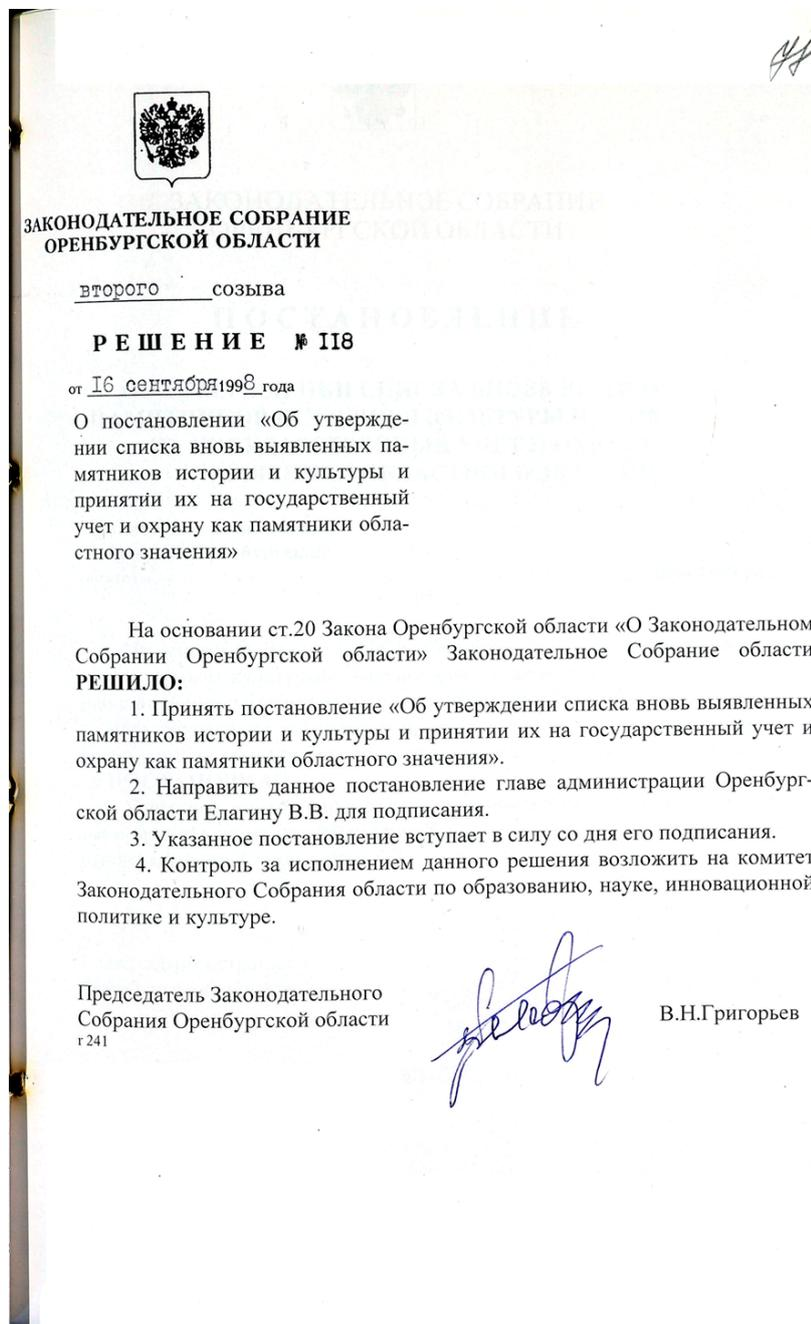 ЗАКОНОДАТЕЛЬНОЕ СОБРАНИЕ
ОРЕНБУРГСКОЙ ОБЛАСТИ
второго созыва
РЕШЕНИЕ № II8
от I6 сентября 1998 года
О постановлении «Об утвержде-
нии списка вновь выявленных па-
мятников истории и культуры и
принятии их на государственный
учет и охрану как памятники обла-
стного значения»
На основании ст.20 Закона Оренбургской области «О Законодательном
Собрании Оренбургской области» Законодательное Собрание области
РЕШИЛО:
1. Принять постановление «Об утверждении списка вновь выявленных
памятников истории и культуры и принятии их на государственный учет и
охрану как памятники областного значения».
2. Направить данное постановление главе администрации Оренбург-
ской области Елагину В.В. для подписания.
3. Указанное постановление вступает в силу со дня его подписания.
4. Контроль за исполнением данного решения возложить на комитет
Законодательного Собрания области по образованию, науке, инновационной
политике и культуре.
Председатель Законодательного
Собрания Оренбургской области В.Н.Григорьев
г 241